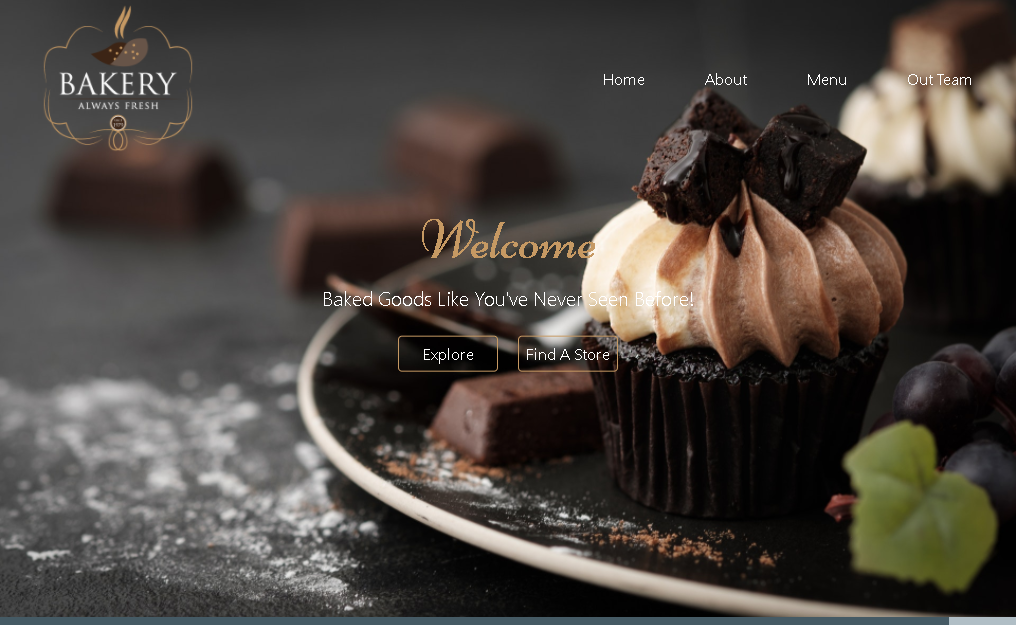 BAKERY
ALWAYS FRESH
Home About Menu Out Team
Welcome
Baked Goods Like You've Never Seen Before!
Explore Find A Store